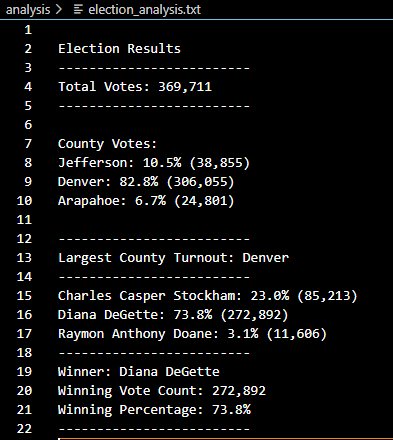 analysis > election_analysis.txt
1
2 Election Results
3 -------------------------
4 Total Votes: 369,711
5 -------------------------
6
7 County Votes:
8 Jefferson: 10.5% (38,855)
9 Denver: 82.8% (306,055)
10 Arapahoe: 6.7% (24,801)
11
12 -------------------------
13 Largest County Turnout: Denver
14 -------------------------
15 Charles Casper Stockham: 23.0% (85,213)
16 Diana DeGette: 73.8% (272,892)
17 Raymon Anthony Doane: 3.1% (11,606)
18 -------------------------
19 Winner: Diana DeGette
20 Winning Vote Count: 272,892
21 Winning Percentage: 73.8%
22 -------------------------